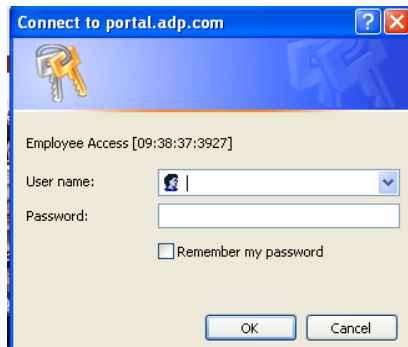 Connect to portal.adp.com
Employee Access [09:38:37:3927]
User name:
Password:
Remember my password
OK Cancel